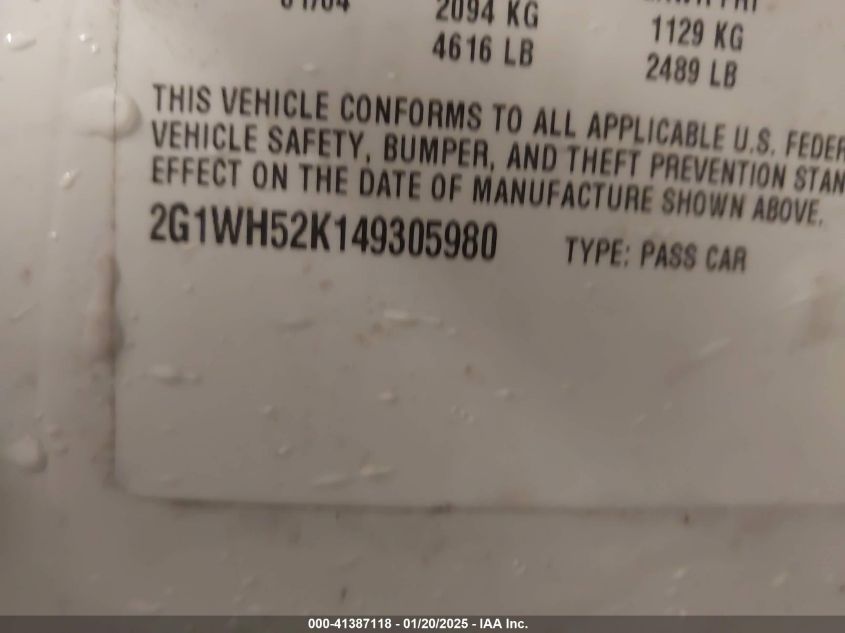 2094 KG
1129 KG
4616 LB
2489 LB
THIS VEHICLE CONFORMS TO ALL APPLICABLE U.S. FEDER
VEHICLE SAFETY, BUMPER, AND THEFT PREVENTION STAN
EFFECT ON THE DATE OF MANUFACTURE SHOWN ABOVE.
2G1WH52K149305980 TYPE: PASS CAR
000-41387118 - 01/20/2025 - IAA Inc.